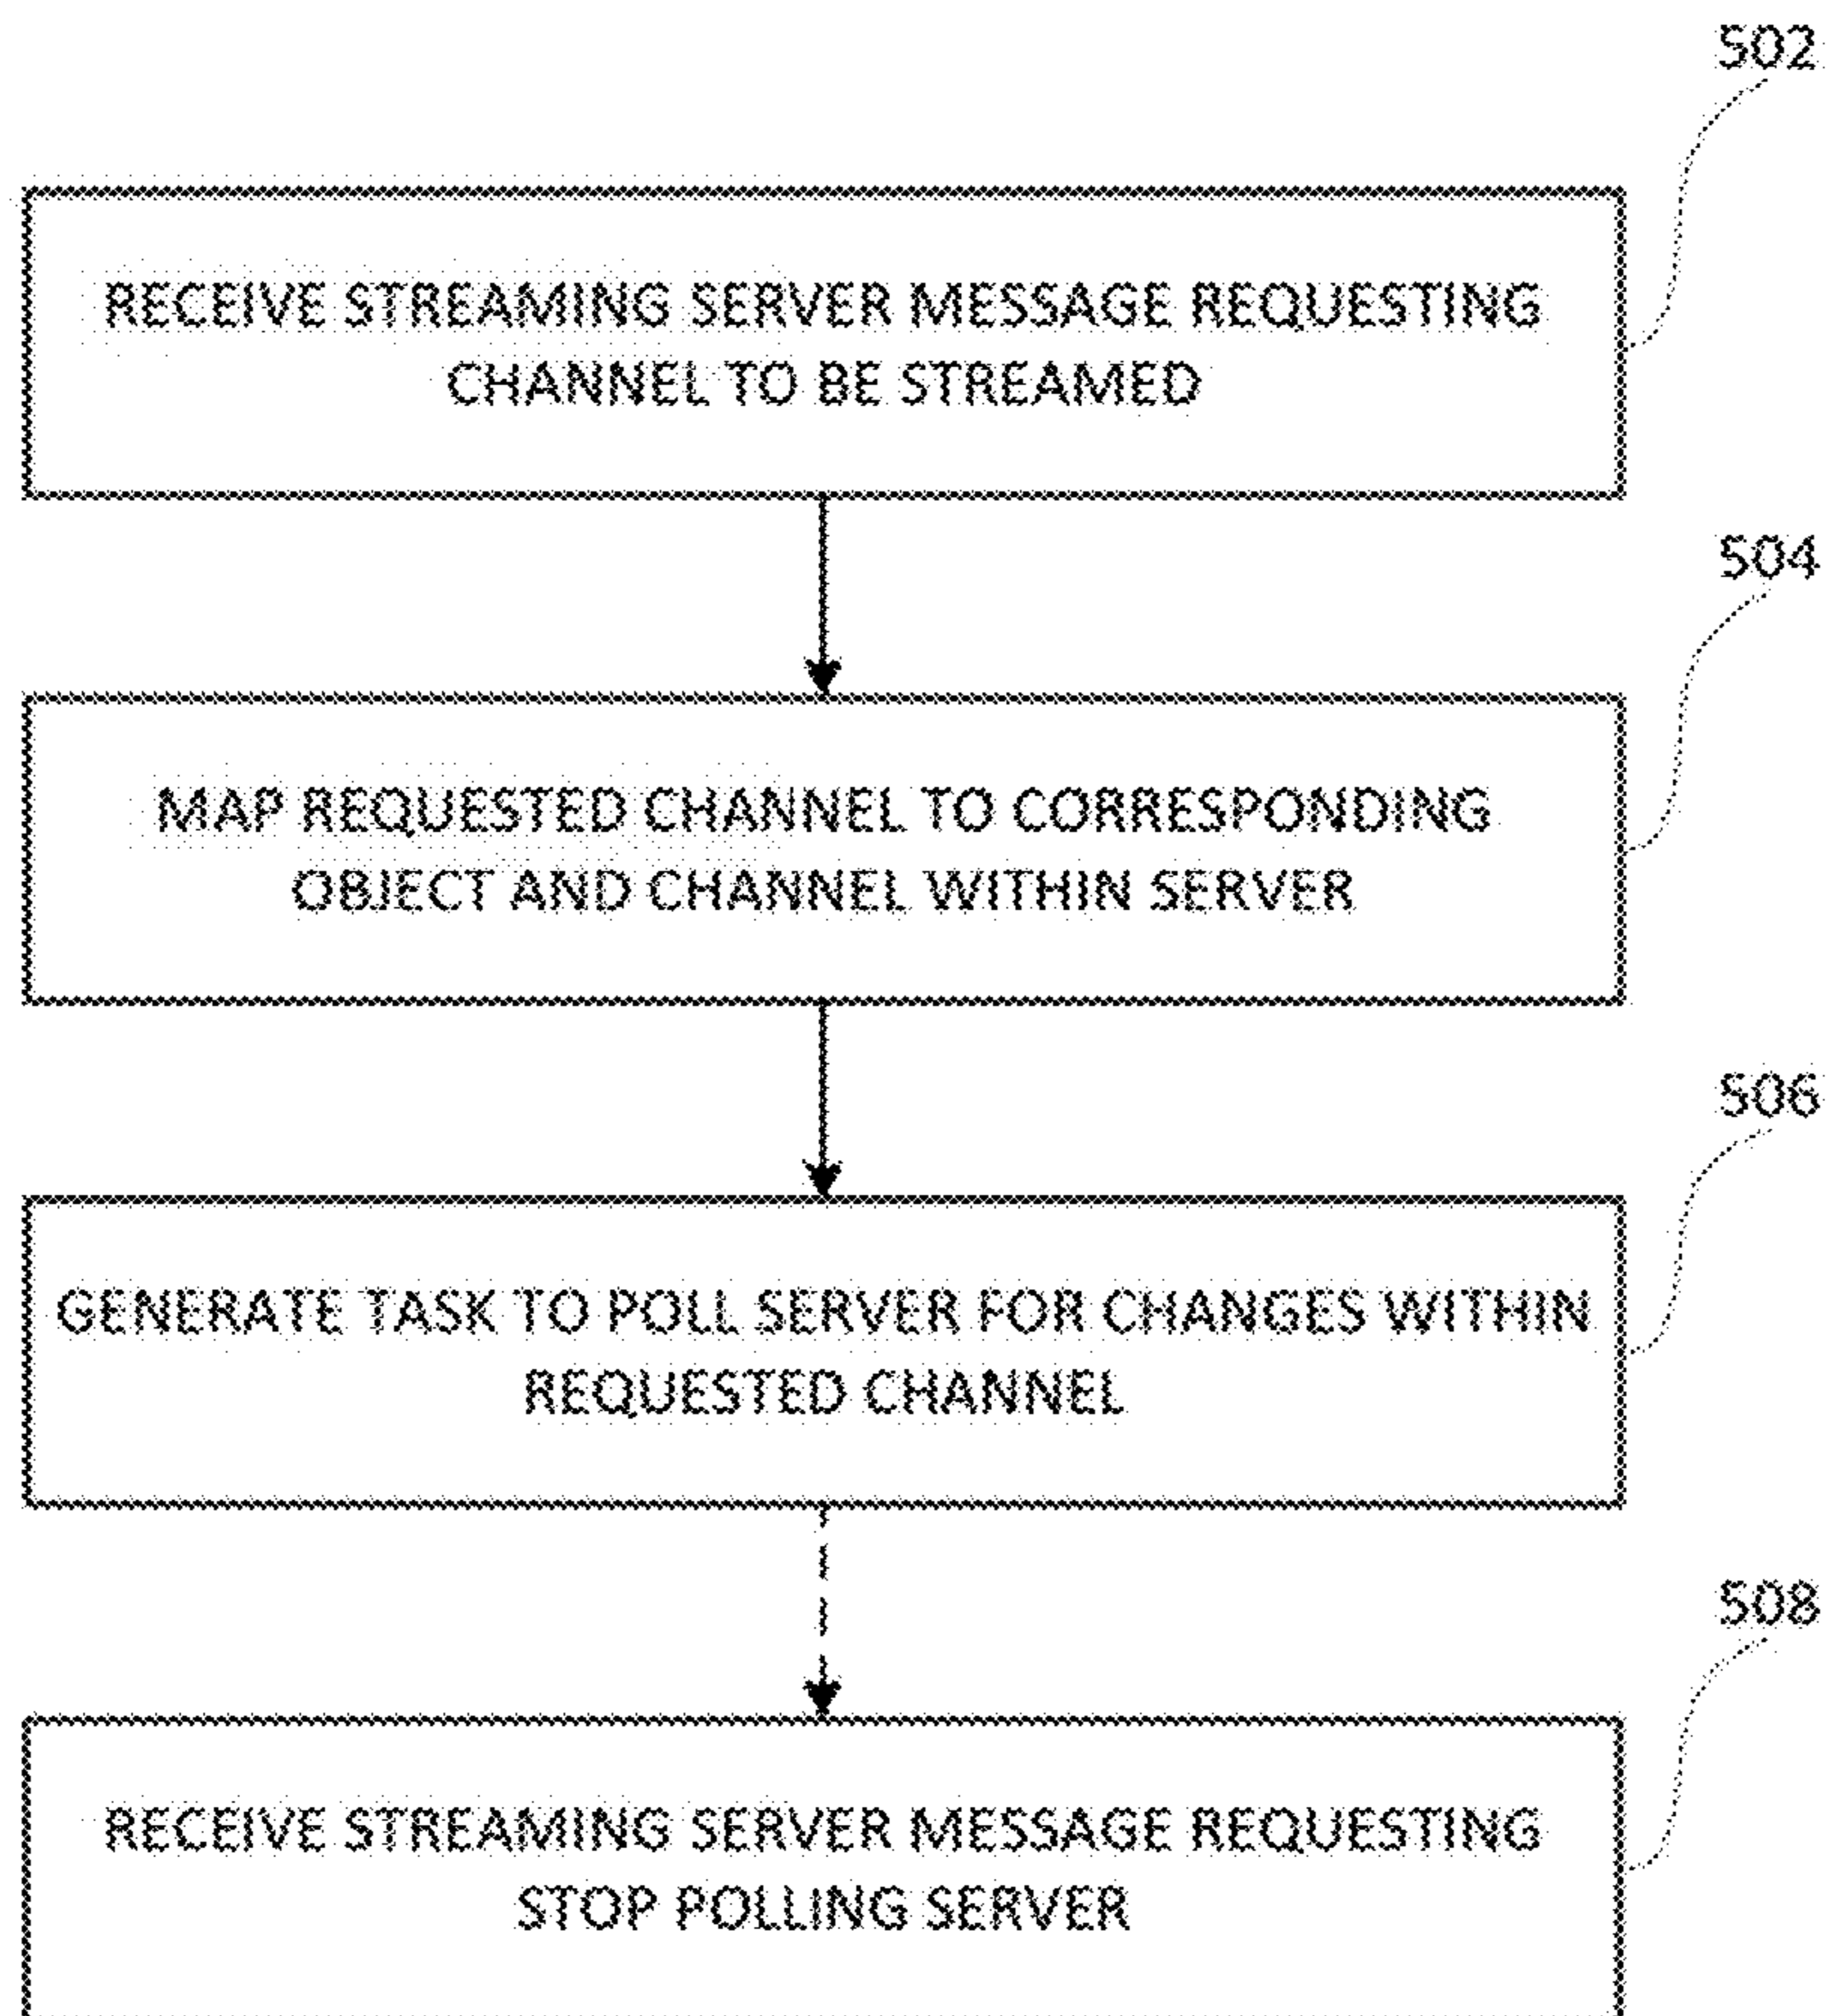 502
RECEIVE STREAMING SERVER MESSAGE REQUESTING
CHANNEL TO BE STREAMED
504
MAP REQUESTED CHANNEL TO CORRESPONDING
OBJECT AND CHANNEL WITHIN SERVER
506
GENERATE TASK TO POLL SERVER FOR CHANGES WITHIN
REQUESTED CHANNEL
508
RECEIVE STREAMING SERVER MESSAGE REQUESTING
STOP POLLING SERVER